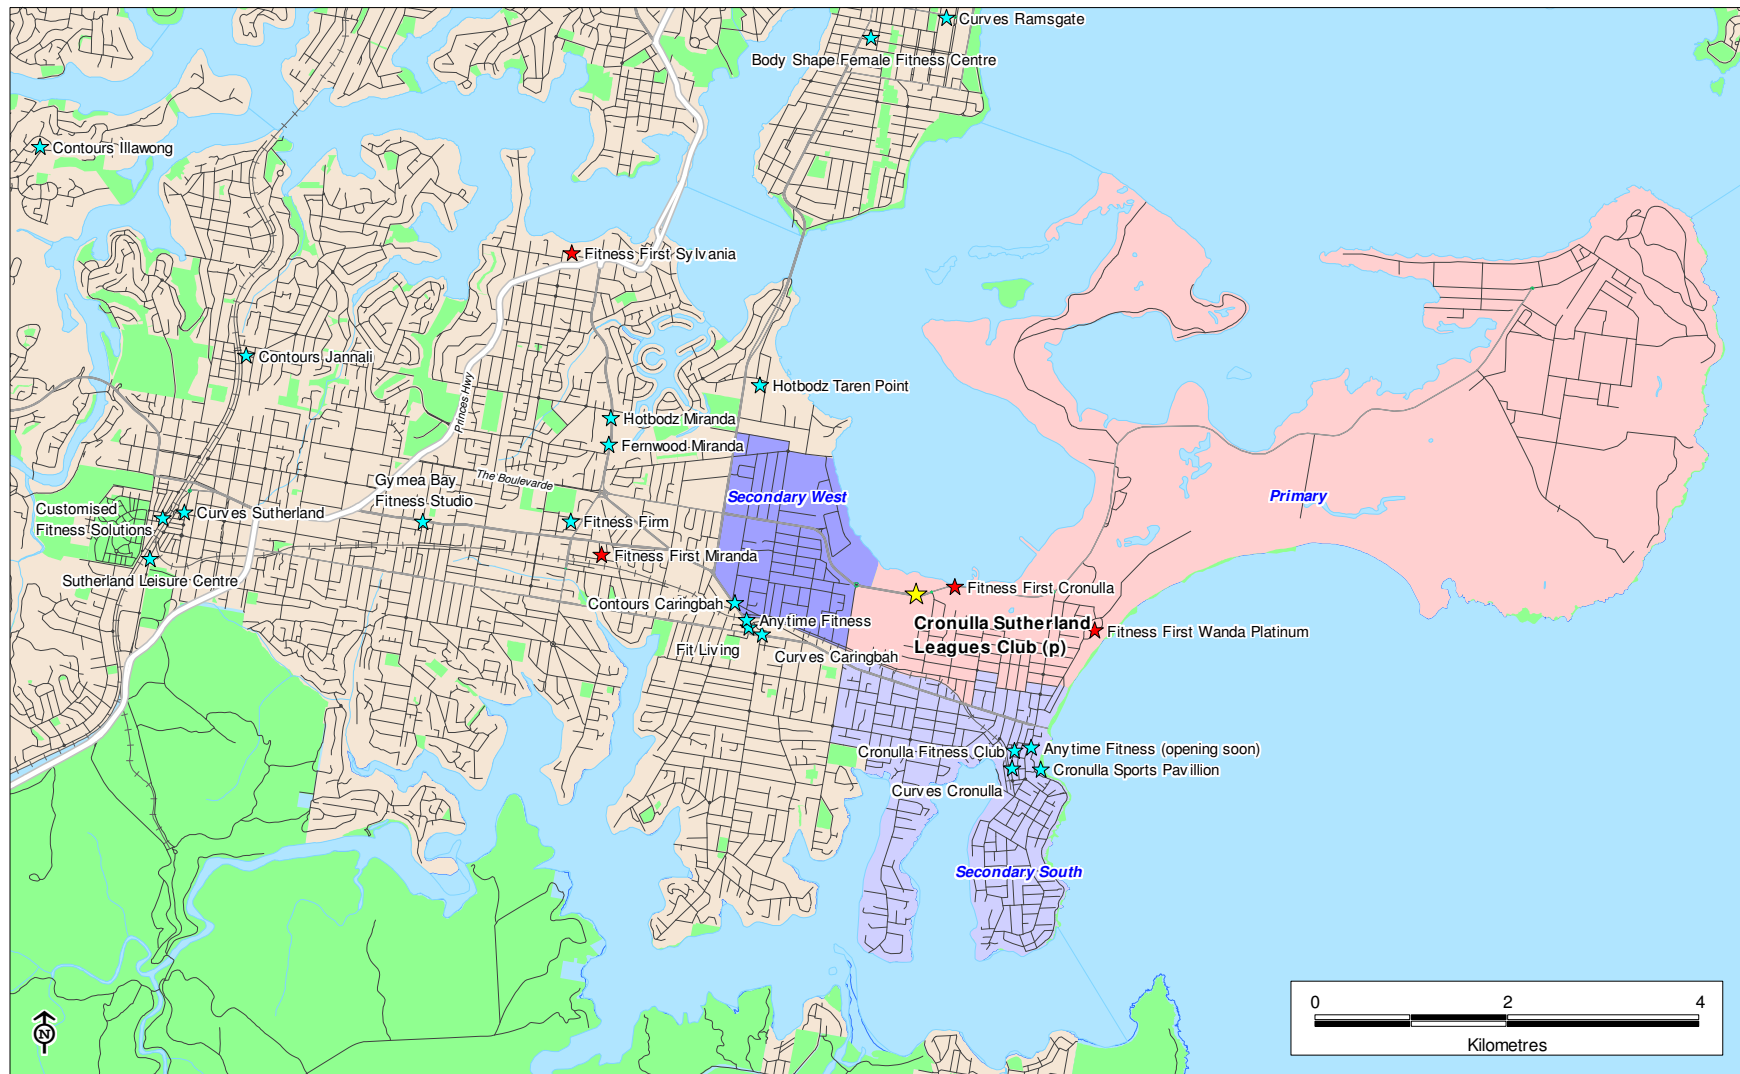 Curves Ramsgate
Body Shape Female Fitness Centre
Contours Illawong
Fitness First Sylvania
Contours Jannali
Hotbodz Taren Point
Princes Hwy
Hotbodz Miranda
Fernwood Miranda
The Boulevarde
Gymea Bay
Fitness Studio
Secondary West
Primary
Customised
Fitness Solutions
Curves Sutherland
Fitness Firm
Fitness First Miranda
Sutherland Leisure Centre
Contours Caringbah
Fitness First Cronulla
Anytime Fitness
Cronulla Sutherland
Leagues Club (p)
Fitness First Wanda Platinum
Fit Living
Curves Caringbah
Cronulla Fitness Club
Anytime Fitness (opening soon)
Cronulla Sports Pavillion
Curves Cronulla
Secondary South
0 2 4
Kilometres
N